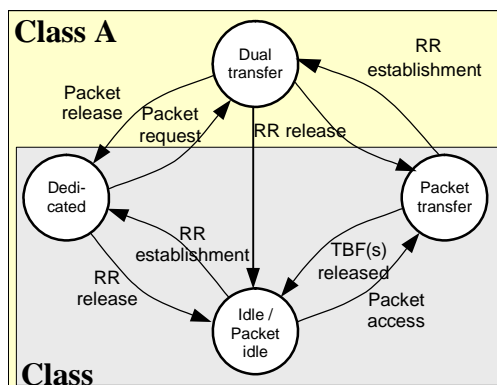 Class A
Dual
transfer
RR
establishment
Packet
release
Packet
request
RR release
Dedi-
cated
Packet
transfer
RR
establishment
TBF(s)
released
RR
release
Packet
access
Idle /
Packet
idle
Class